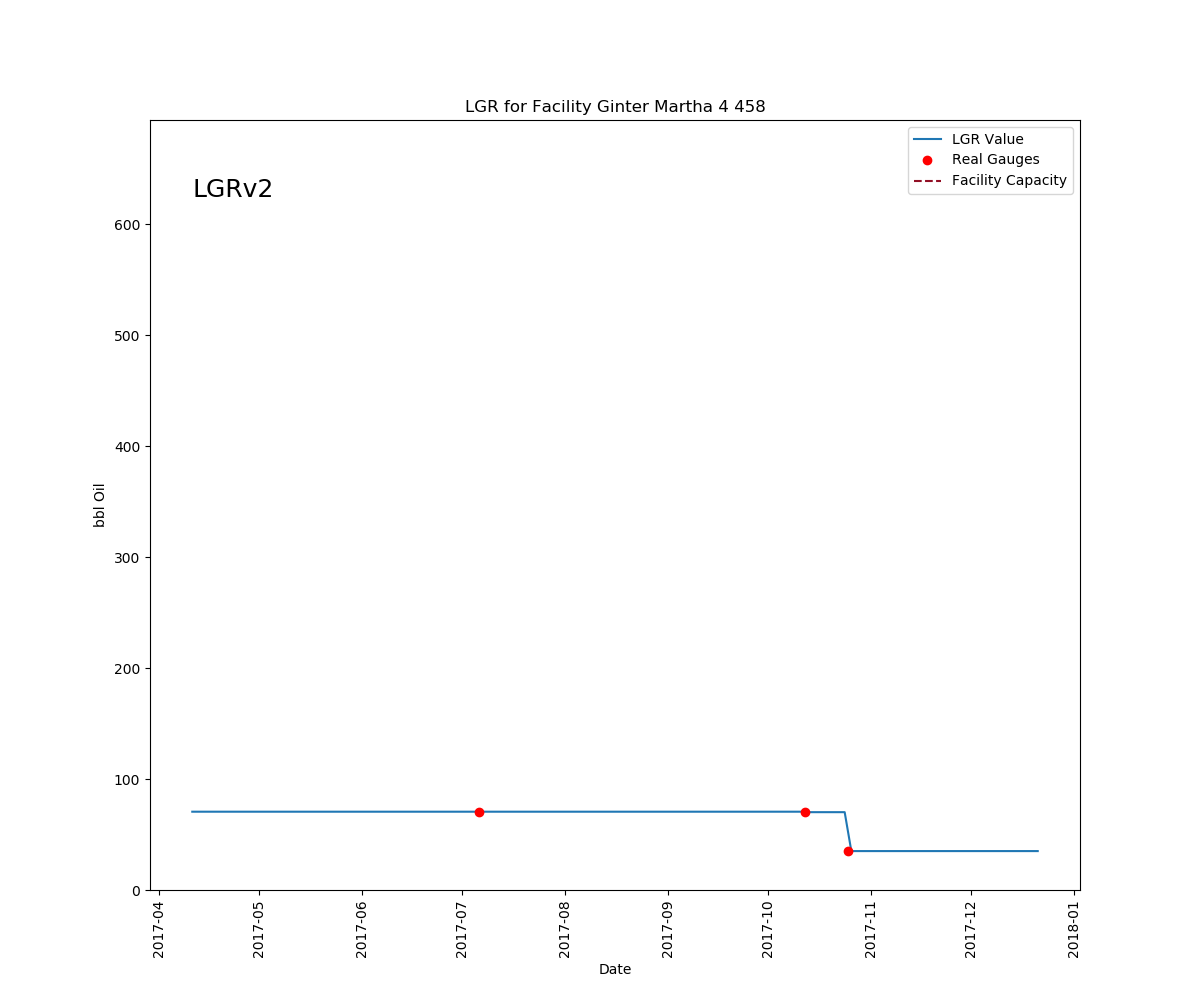 LGR for Facility Ginter Martha 4 458
LGR Value
Real Gauges
Facility Capacity
LGRv2
600
500
400
300
200
100
0
bbl Oil
2017-04
2017-05
2017-06
2017-07
2017-08
2017-09
2017-10
2017-11
2017-12
2018-01
Date